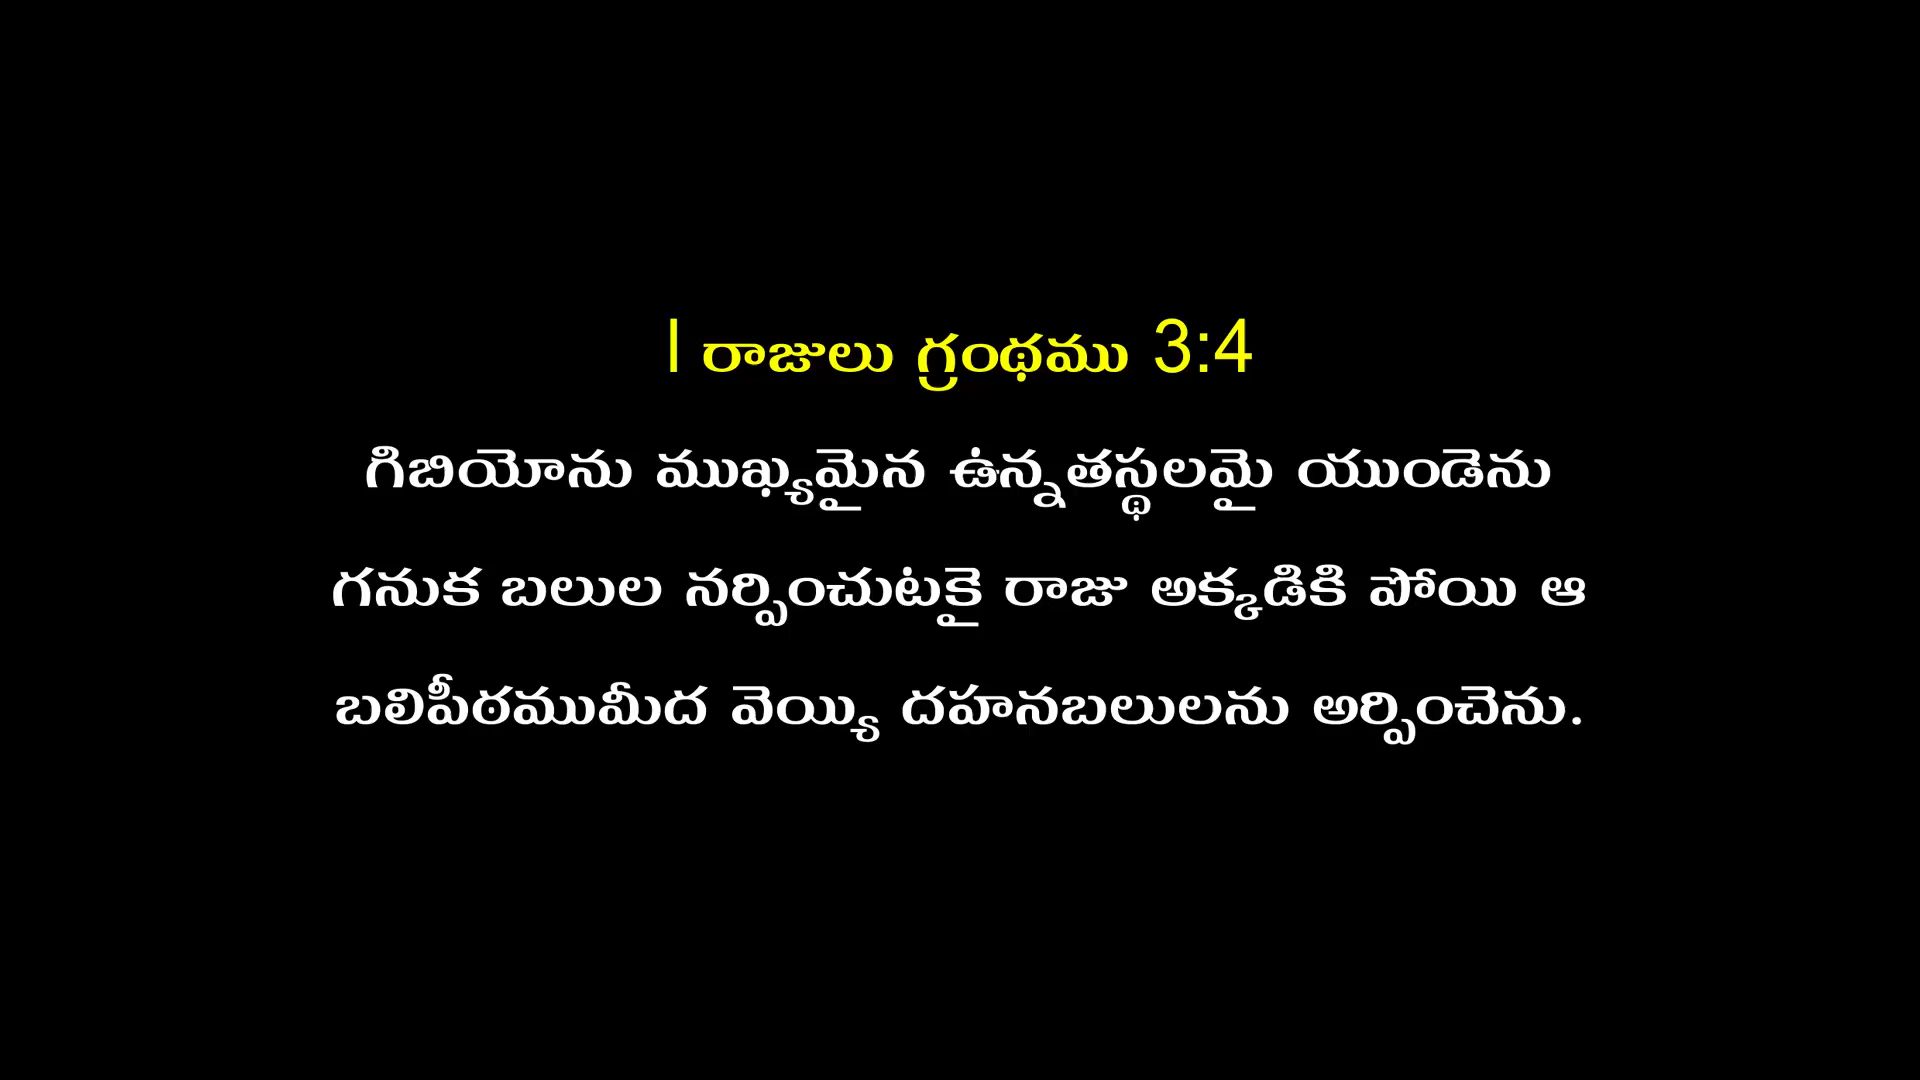 I రాజులు గ్రంథము 3:4
గిబియోను ముఖ్యమైన ఉన్నతస్థలమై యుండెను
గనుక బలుల నర్పించుటకై రాజు అక్కడికి పోయి ఆ
బలిపీఠముమీద వెయ్యి దహనబలులను అర్పించెను.